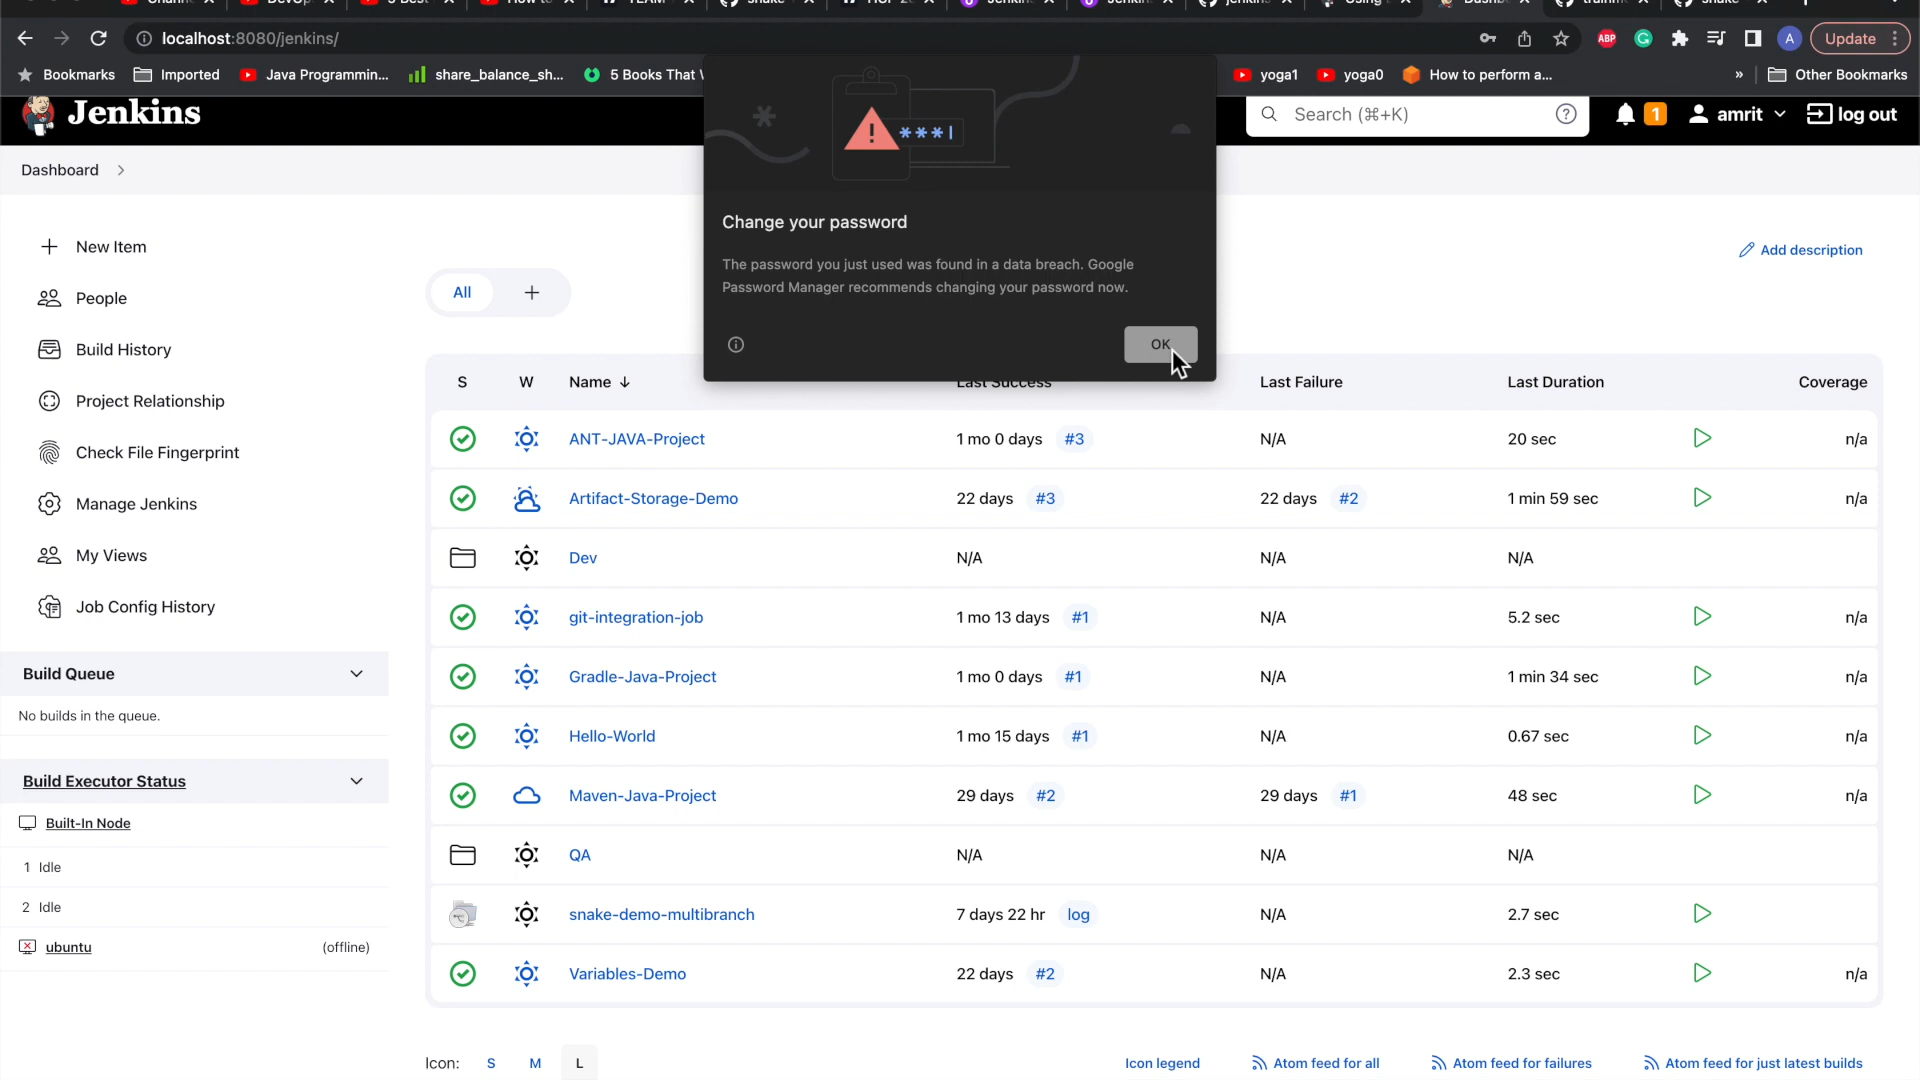 localhost:8080/jenkins/
ABP
A
Update
Bookmarks
Imported
Java Programmin...
share_balance_sh...
5 Books That
yoga1
yoga0
How to perform a...
»
Other Bookmarks
Jenkins
Search (⌘+K)
1
amrit
log out
Dashboard
New Item
People
Build History
Project Relationship
Check File Fingerprint
Manage Jenkins
My Views
Job Config History
Build Queue
No builds in the queue.
Build Executor Status
Built-In Node
1 Idle
2 Idle
ubuntu (offline)
***|
Change your password
The password you just used was found in a data breach. Google
Password Manager recommends changing your password now.
OK
Add description
All +
S W Name ↓ Last Success Last Failure Last Duration Coverage
ANT-JAVA-Project 1 mo 0 days #3 N/A 20 sec n/a
Artifact-Storage-Demo 22 days #3 22 days #2 1 min 59 sec n/a
Dev N/A N/A N/A
git-integration-job 1 mo 13 days #1 N/A 5.2 sec n/a
Gradle-Java-Project 1 mo 0 days #1 N/A 1 min 34 sec n/a
Hello-World 1 mo 15 days #1 N/A 0.67 sec n/a
Maven-Java-Project 29 days #2 29 days #1 48 sec n/a
QA N/A N/A N/A
snake-demo-multibranch 7 days 22 hr log N/A 2.7 sec
Variables-Demo 22 days #2 N/A 2.3 sec n/a
Icon: S M L
Icon legend
Atom feed for all
Atom feed for failures
Atom feed for just latest builds